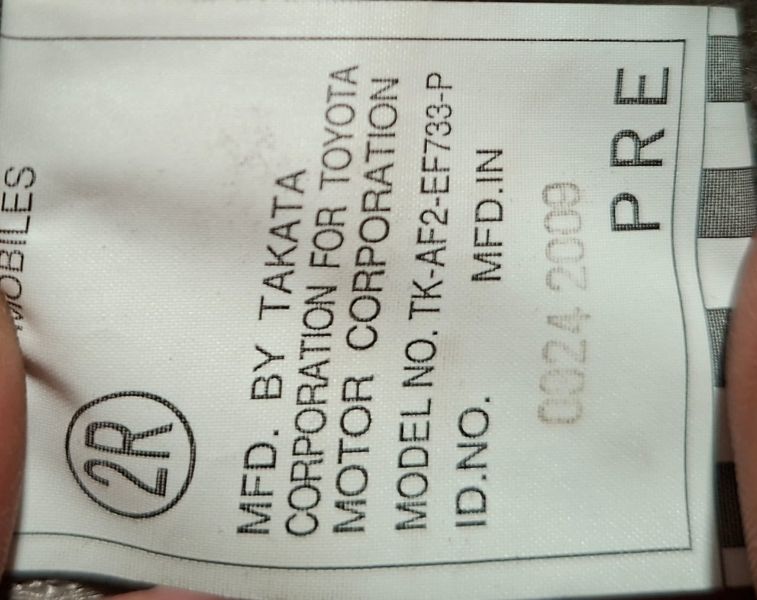 MOBILES
2R
MFD. BY TAKATA
CORPORATION FOR TOYOTA
MOTOR CORPORATION
MODEL NO. TK-AF2-EF733-P
ID.NO. MFD.IN
0024 2009
PRE